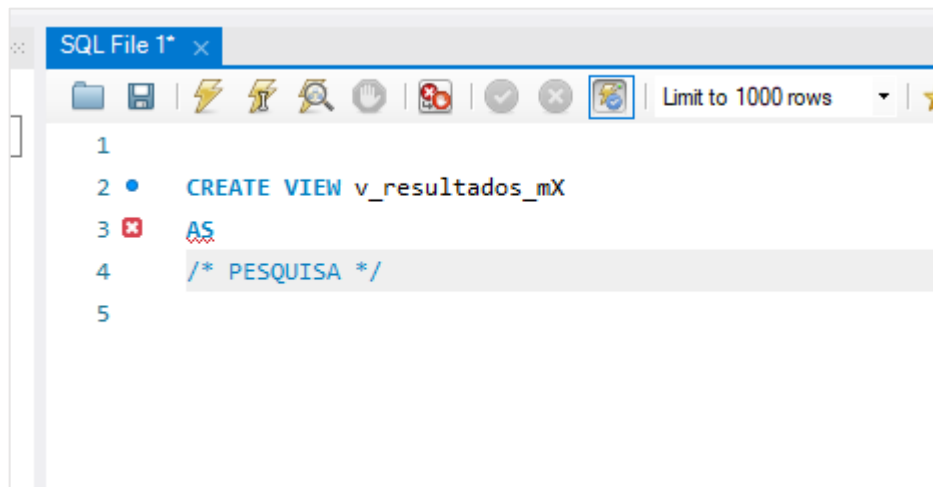 SQL File 1*
Limit to 1000 rows
1
2 CREATE VIEW v_resultados_mX
3 AS
4 /* PESQUISA */
5